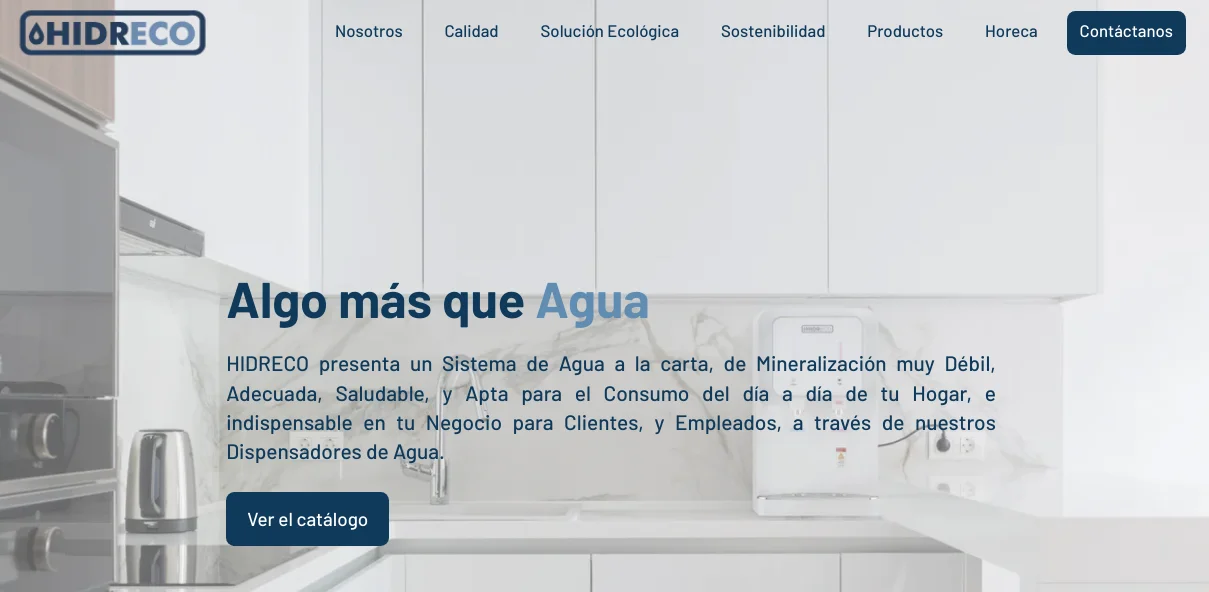 HIDRECO
Nosotros
Calidad
Solución Ecológica
Sostenibilidad
Productos
Horeca
Contáctanos
Algo más que Agua
HIDRECO presenta un Sistema de Agua a la carta, de Mineralización muy Débil,
Adecuada, Saludable, y Apta para el Consumo del día a día de tu Hogar, e
indispensable en tu Negocio para Clientes, y Empleados, a través de nuestros
Dispensadores de Agua.
Ver el catálogo